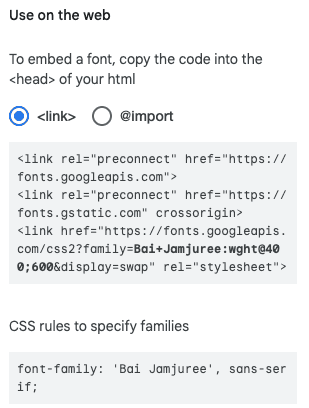 Use on the web
To embed a font, copy the code into the
<head> of your html
<link>
@import
<link rel="preconnect" href="https://
fonts.googleapis.com">
<link rel="preconnect" href="https://
fonts.gstatic.com" crossorigin>
<link href="https://fonts.googleapis.
com/css2?family=Bai+Jamjuree:wght@40
0;600&display=swap" rel="stylesheet">
CSS rules to specify families
font-family: 'Bai Jamjuree', sans-ser
if;